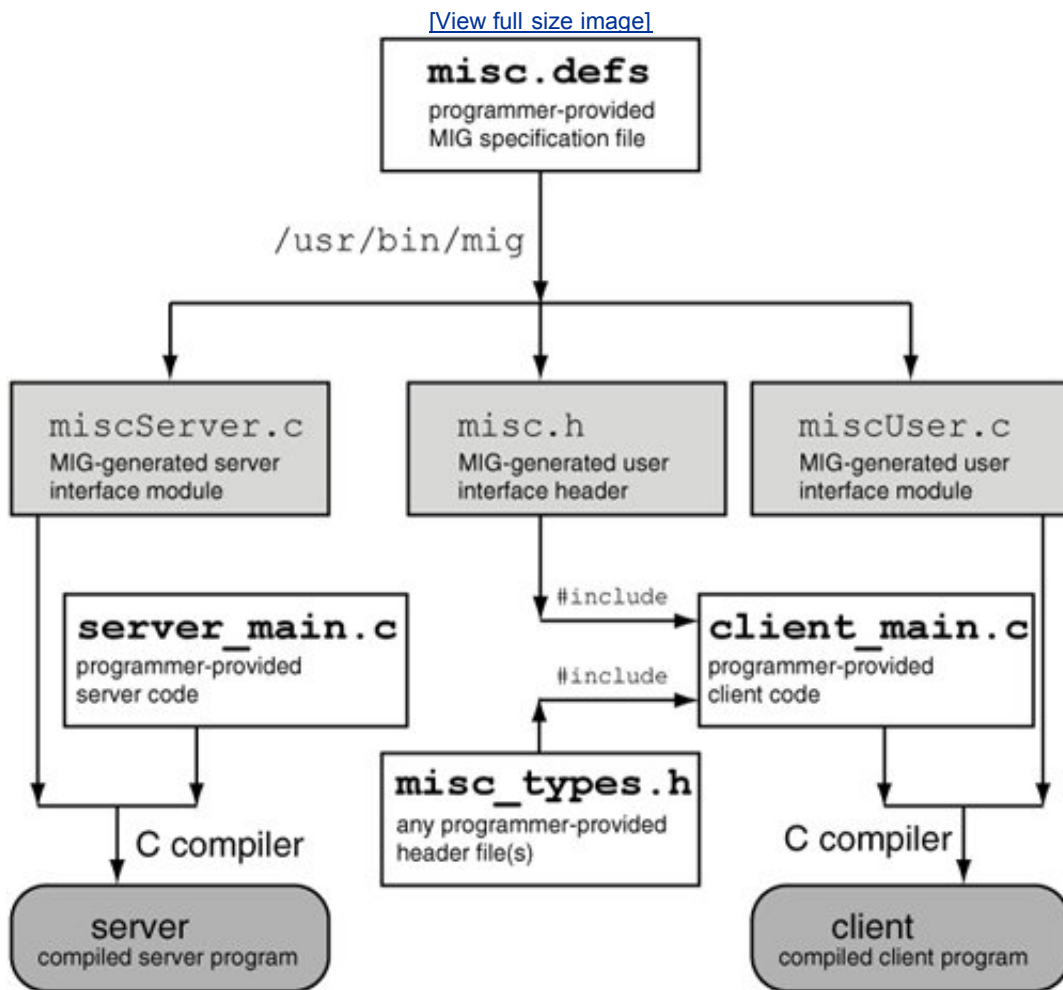 [View full size image]
misc.defs
programmer-provided
MIG specification file
/usr/bin/mig
miscServer.c
MIG-generated server
interface module
misc.h
MIG-generated user
interface header
miscUser.c
MIG-generated user
interface module
#include
server_main.c
programmer-provided
server code
client_main.c
programmer-provided
client code
#include
misc_types.h
any programmer-provided
header file(s)
C compiler
C compiler
server
compiled server program
client
compiled client program